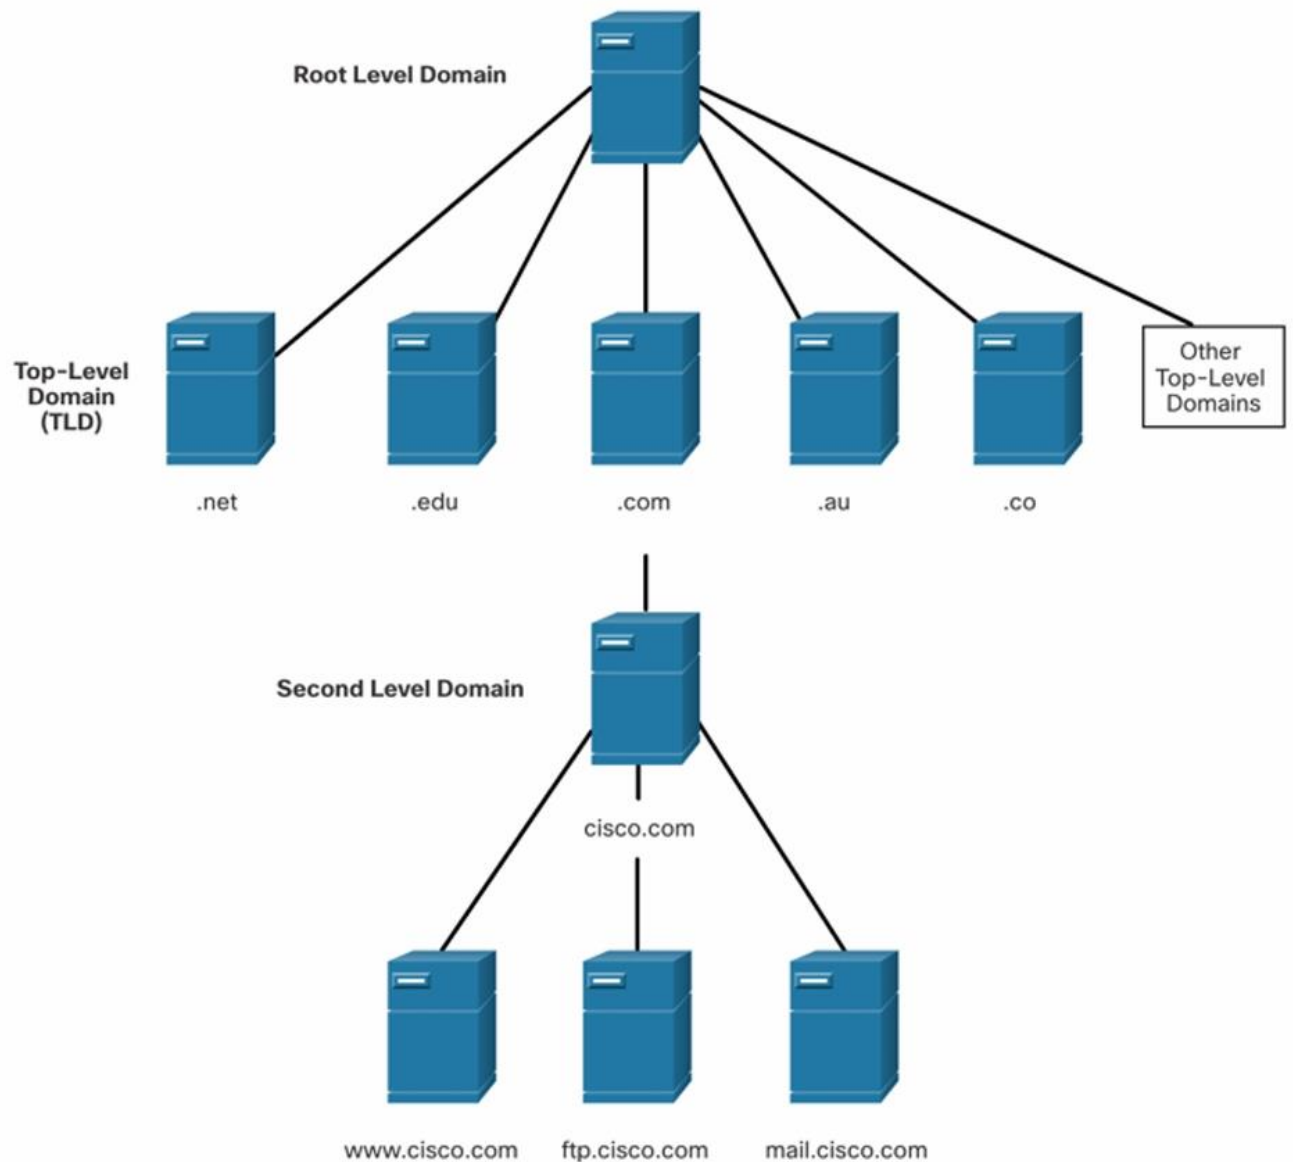 Root Level Domain
Top-Level
Domain
(TLD)
Other
Top-Level
Domains
.net
.edu
.com
.au
.co
Second Level Domain
cisco.com
www.cisco.com
ftp.cisco.com
mail.cisco.com